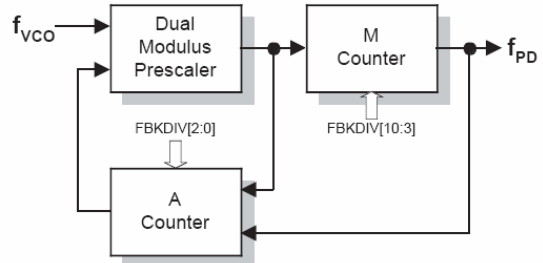 fVCO
Dual
Modulus
Prescaler
M
Counter
fPD
FBKDIV[2:0]
FBKDIV[10:3]
A
Counter